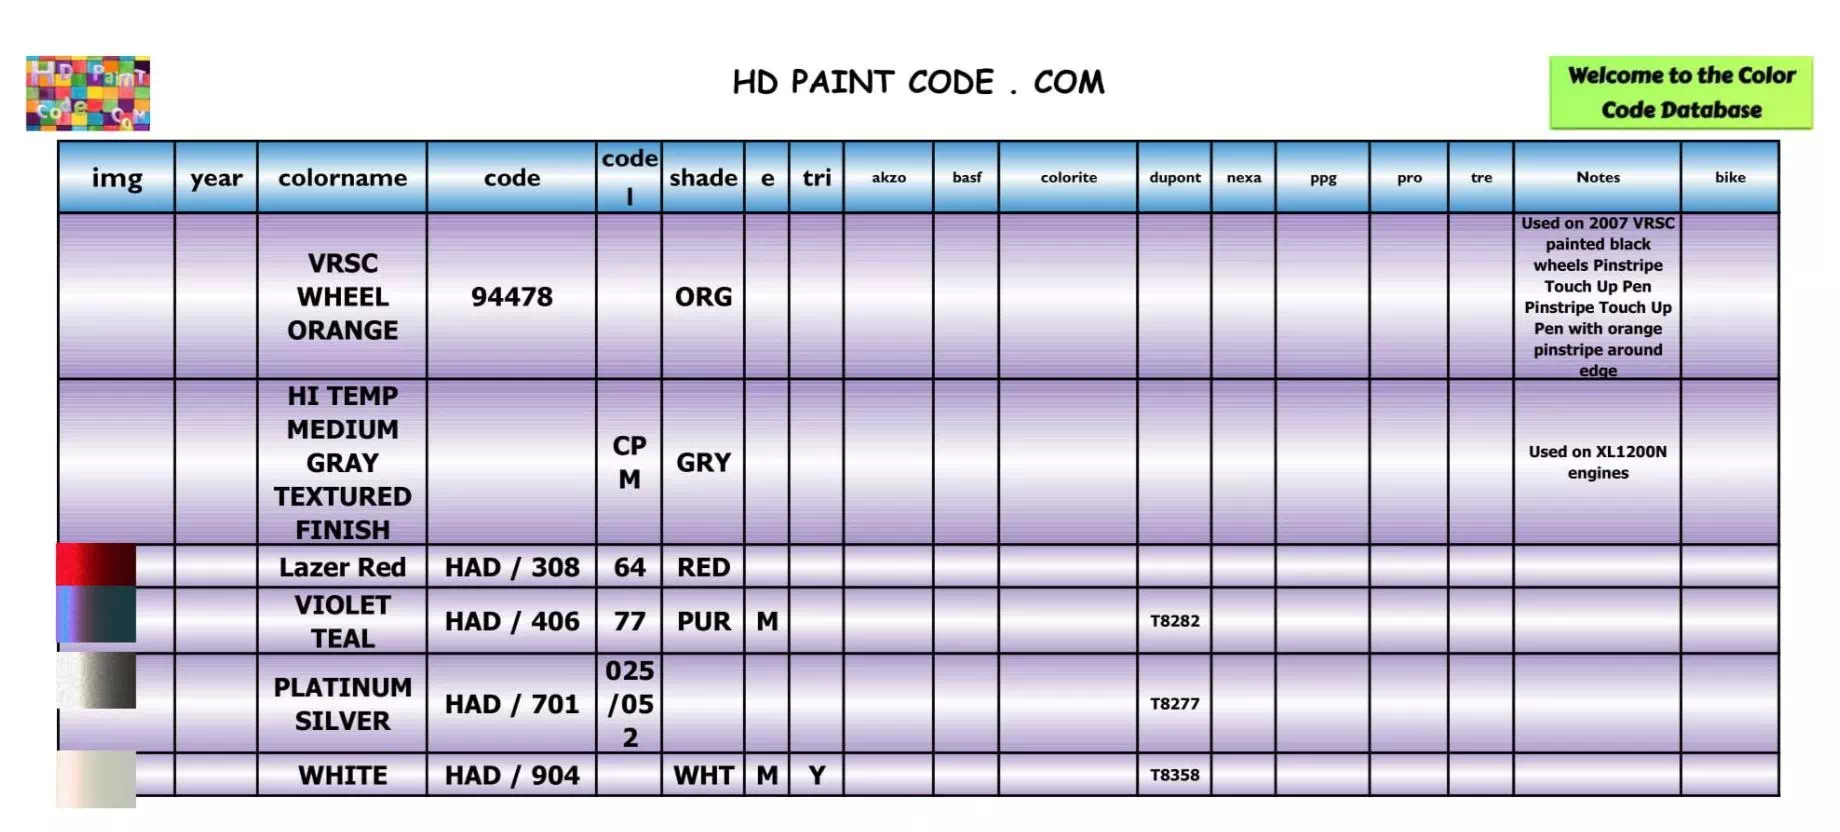 HD PainT
Code
CoM
HD PAINT CODE . COM
Welcome to the Color
Code Database
img year colorname code code l shade e tri akzo basf colorite dupont nexa ppg pro tre Notes bike
VRSC
WHEEL
ORANGE
94478
ORG
Used on 2007 VRSC
painted black
wheels Pinstripe
Touch Up Pen
Pinstripe Touch Up
Pen with orange
pinstripe around
edge
HI TEMP
MEDIUM
GRAY
TEXTURED
FINISH
CP
M
GRY
Used on XL1200N
engines
Lazer Red HAD / 308 64 RED
VIOLET
TEAL
HAD / 406 77 PUR M T8282
PLATINUM
SILVER
HAD / 701
025
/05
2
T8277
WHITE HAD / 904 WHT M Y T8358